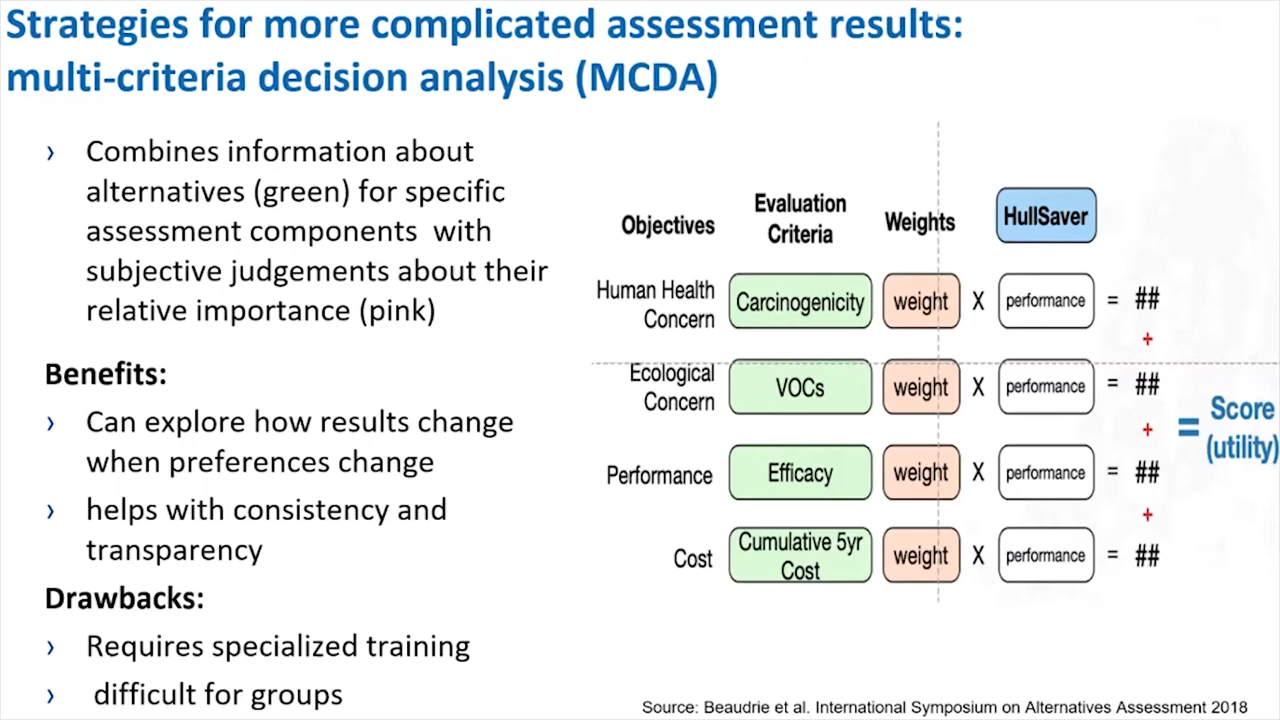 Strategies for more complicated assessment results:
multi-criteria decision analysis (MCDA)
› Combines information about
alternatives (green) for specific
assessment components with
subjective judgements about their
relative importance (pink)
Benefits:
› Can explore how results change
when preferences change
› helps with consistency and
transparency
Drawbacks:
› Requires specialized training
› difficult for groups
Objectives
Evaluation
Criteria
Weights
HullSaver
Human Health
Concern
Carcinogenicity
weight X performance = ##
+
Ecological
Concern
VOCs
weight X performance = ##
+
Performance
Efficacy
weight X performance = ##
+
Cost
Cumulative 5yr
Cost
weight X performance = ##
= Score
(utility)
Source: Beaudrie et al. International Symposium on Alternatives Assessment 2018